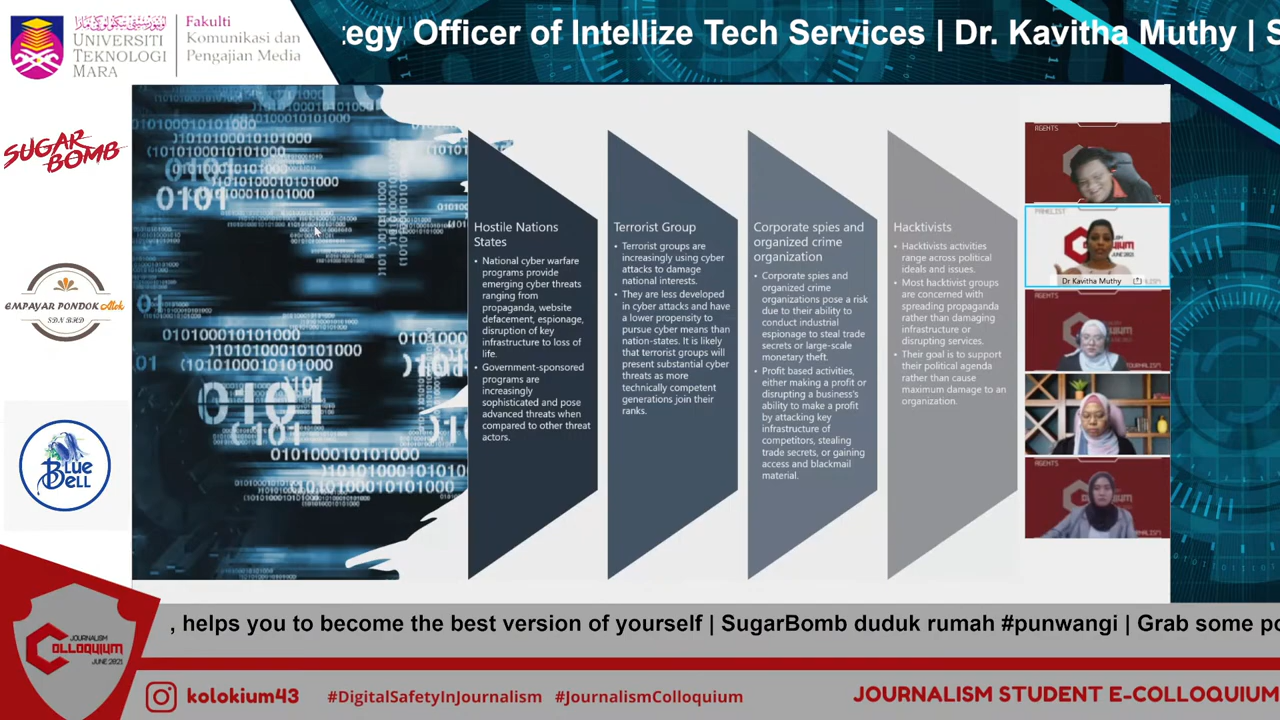 UNIVERSITI
TEKNOLOGI
MARA
Fakulti
Komunikasi dan
Pengajian Media
tegy Officer of Intellize Tech Services | Dr. Kavitha Muthy | S
SUGAR
BOMB
EMPAYAR PONDOK Atok
SDN BHD
Blue
Bell
0101
0101
Hostile Nations
States
• National cyber warfare
programs provide
emerging cyber threats
ranging from
propaganda, website
defacement, espionage,
disruption of key
infrastructure to loss of
life.
• Government-sponsored
programs are
increasingly
sophisticated and pose
advanced threats when
compared to other threat
actors.
Terrorist Group
• Terrorist groups are
increasingly using cyber
attacks to damage
national interests.
• They are less developed
in cyber attacks and have
a lower propensity to
pursue cyber means than
nation-states. It is likely
that terrorist groups will
present substantial cyber
threats as more
technically competent
generations join their
ranks.
Corporate spies and
organized crime
organization
• Corporate spies and
organized crime
organizations pose a risk
due to their ability to
conduct industrial
espionage to steal trade
secrets or large-scale
monetary theft.
• Profit based activities,
either making a profit or
disrupting a business's
ability to make a profit
by attacking key
infrastructure of
competitors, stealing
trade secrets, or gaining
access and blackmail
material.
Hacktivists
• Hacktivists activities
range across political
ideals and issues.
• Most hacktivist groups
are concerned with
spreading propaganda
rather than damaging
infrastructure or
disrupting services.
• Their goal is to support
their political agenda
rather than cause
maximum damage to an
organization.
AGENTS
PANELIST
JUNE 2021
Dr Kavitha Muthy
AGENTS
AGENTS
, helps you to become the best version of yourself | SugarBomb duduk rumah #punwangi | Grab some po
JOURNALISM
COLLOQUIUM
JUNE 2021
kolokium43
#DigitalSafetyInJournalism #JournalismColloquium
JOURNALISM STUDENT E-COLLOQUIUM